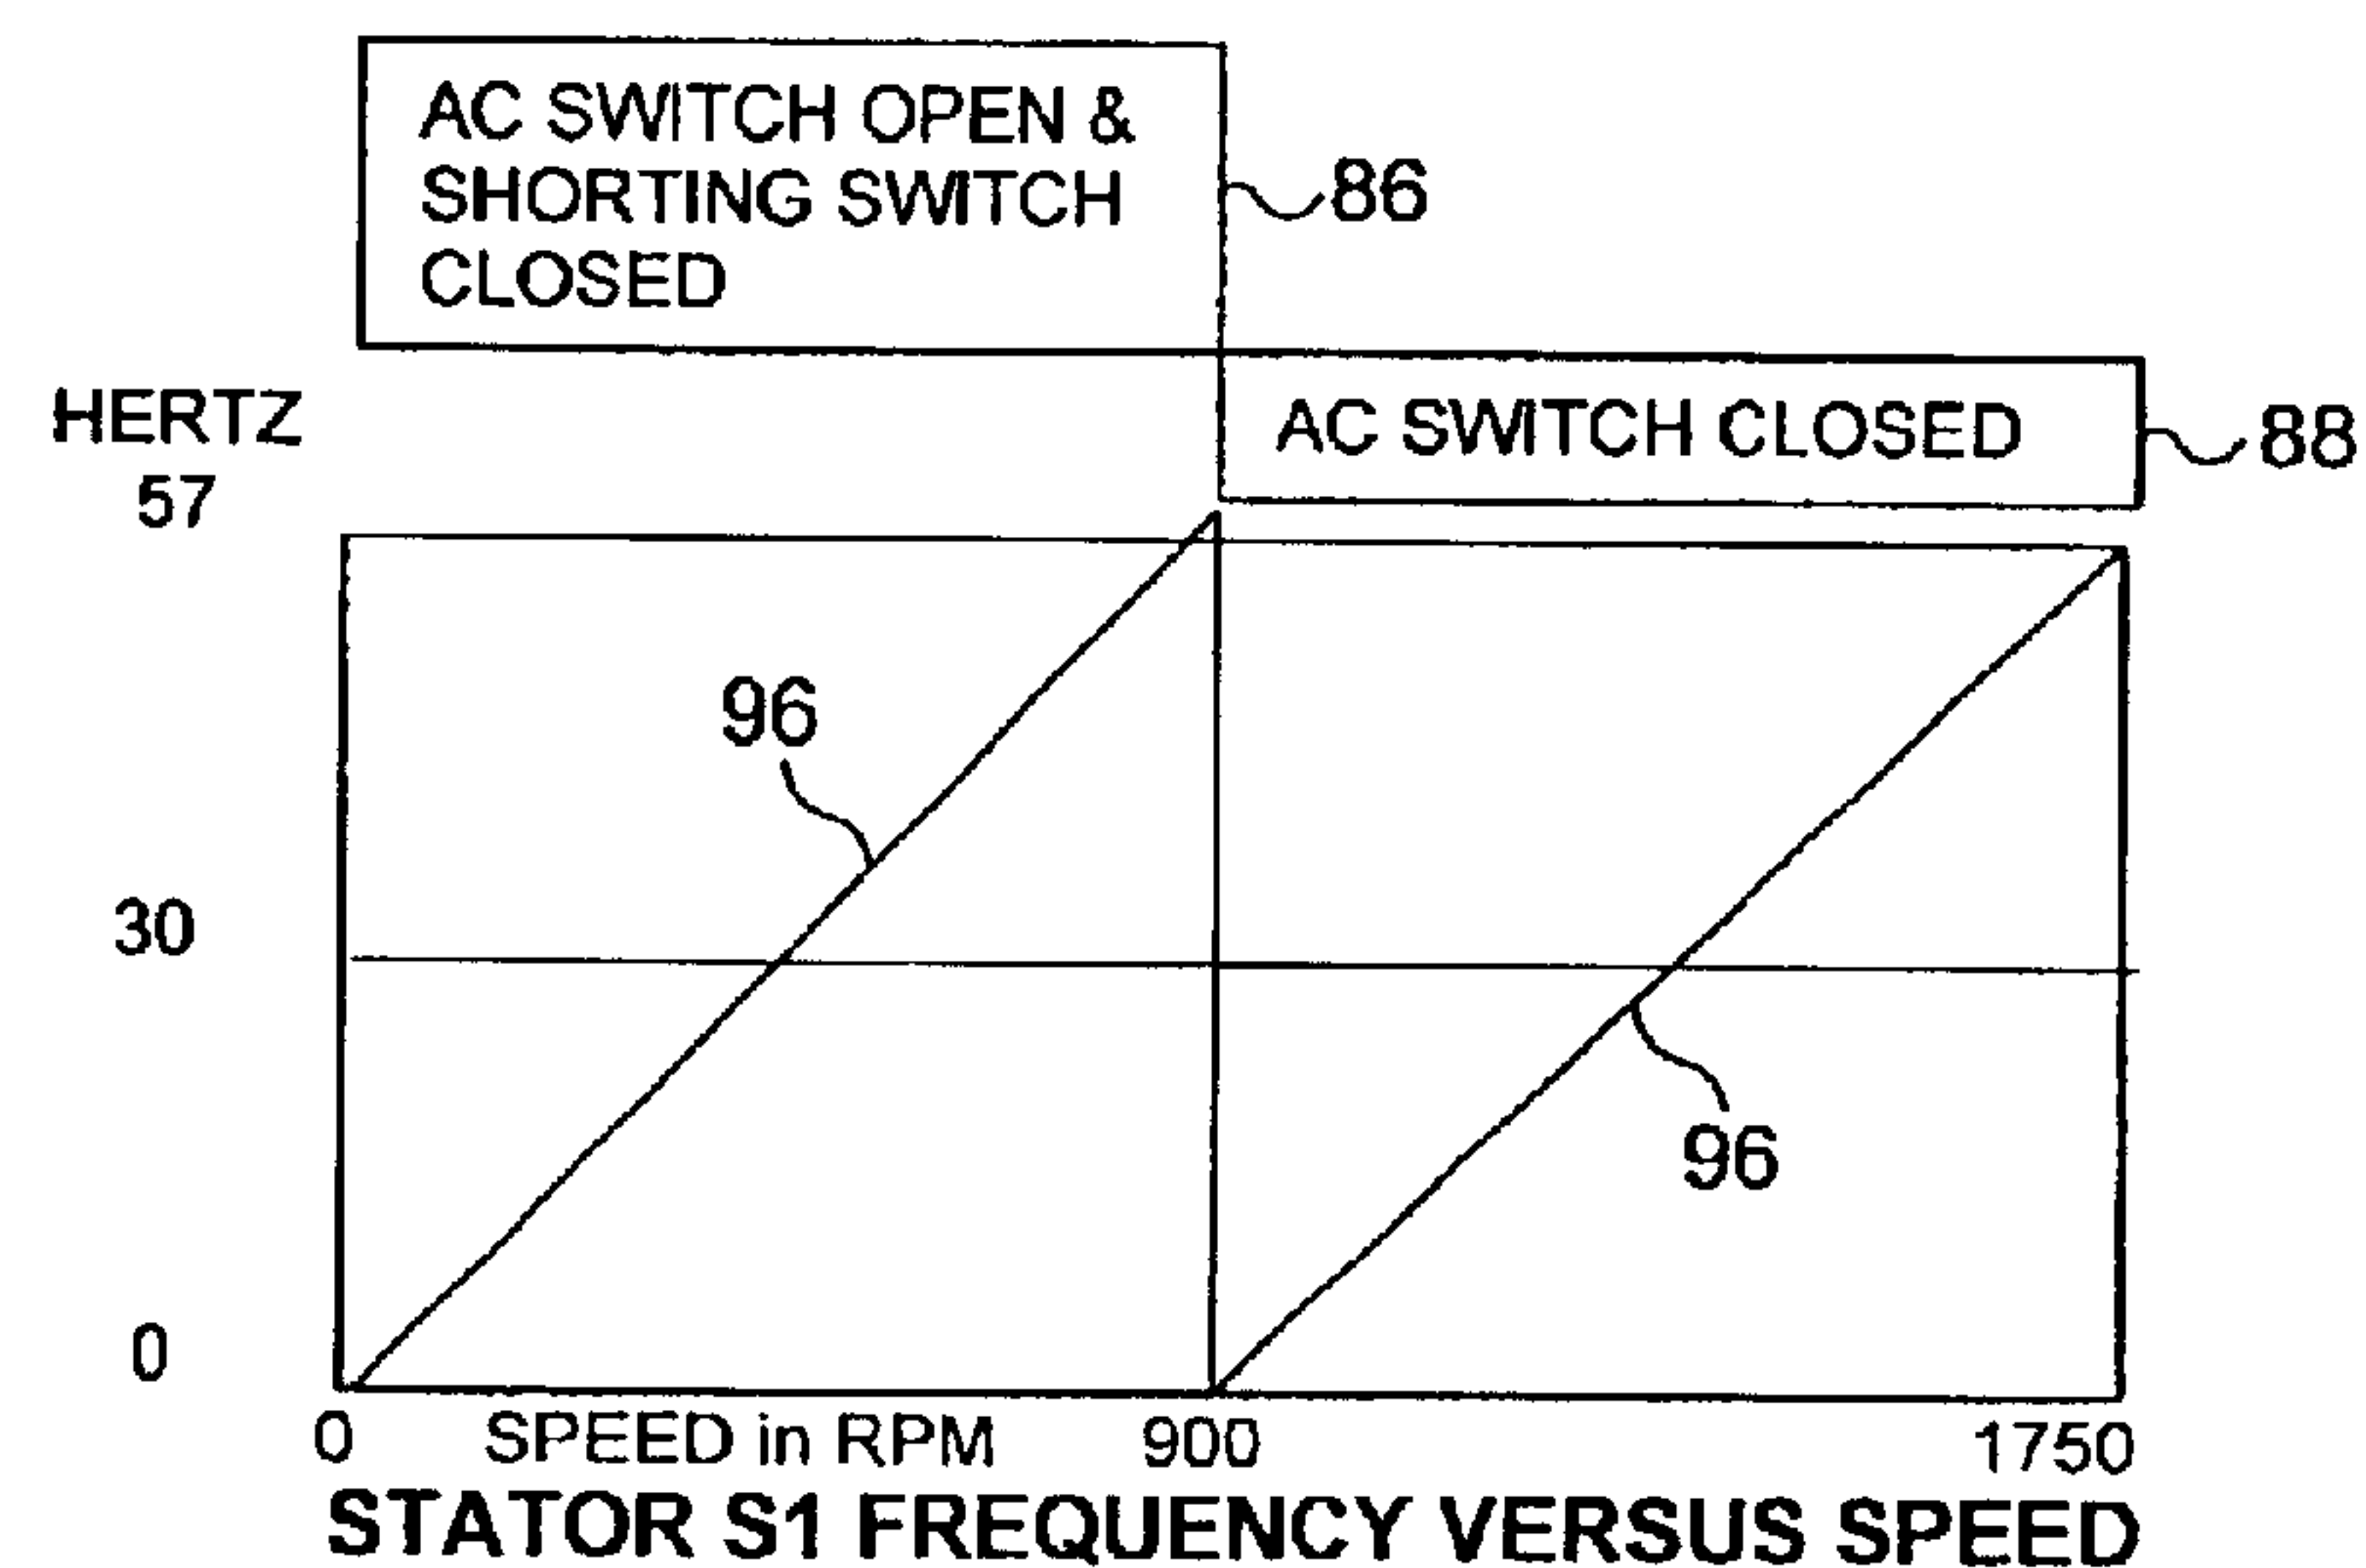 AC SWITCH OPEN &
SHORTING SWITCH
CLOSED
86
HERTZ
AC SWITCH CLOSED
88
57
96
30
96
0
0
SPEED in RPM
900
1750
STATOR S1 FREQUENCY VERSUS SPEED